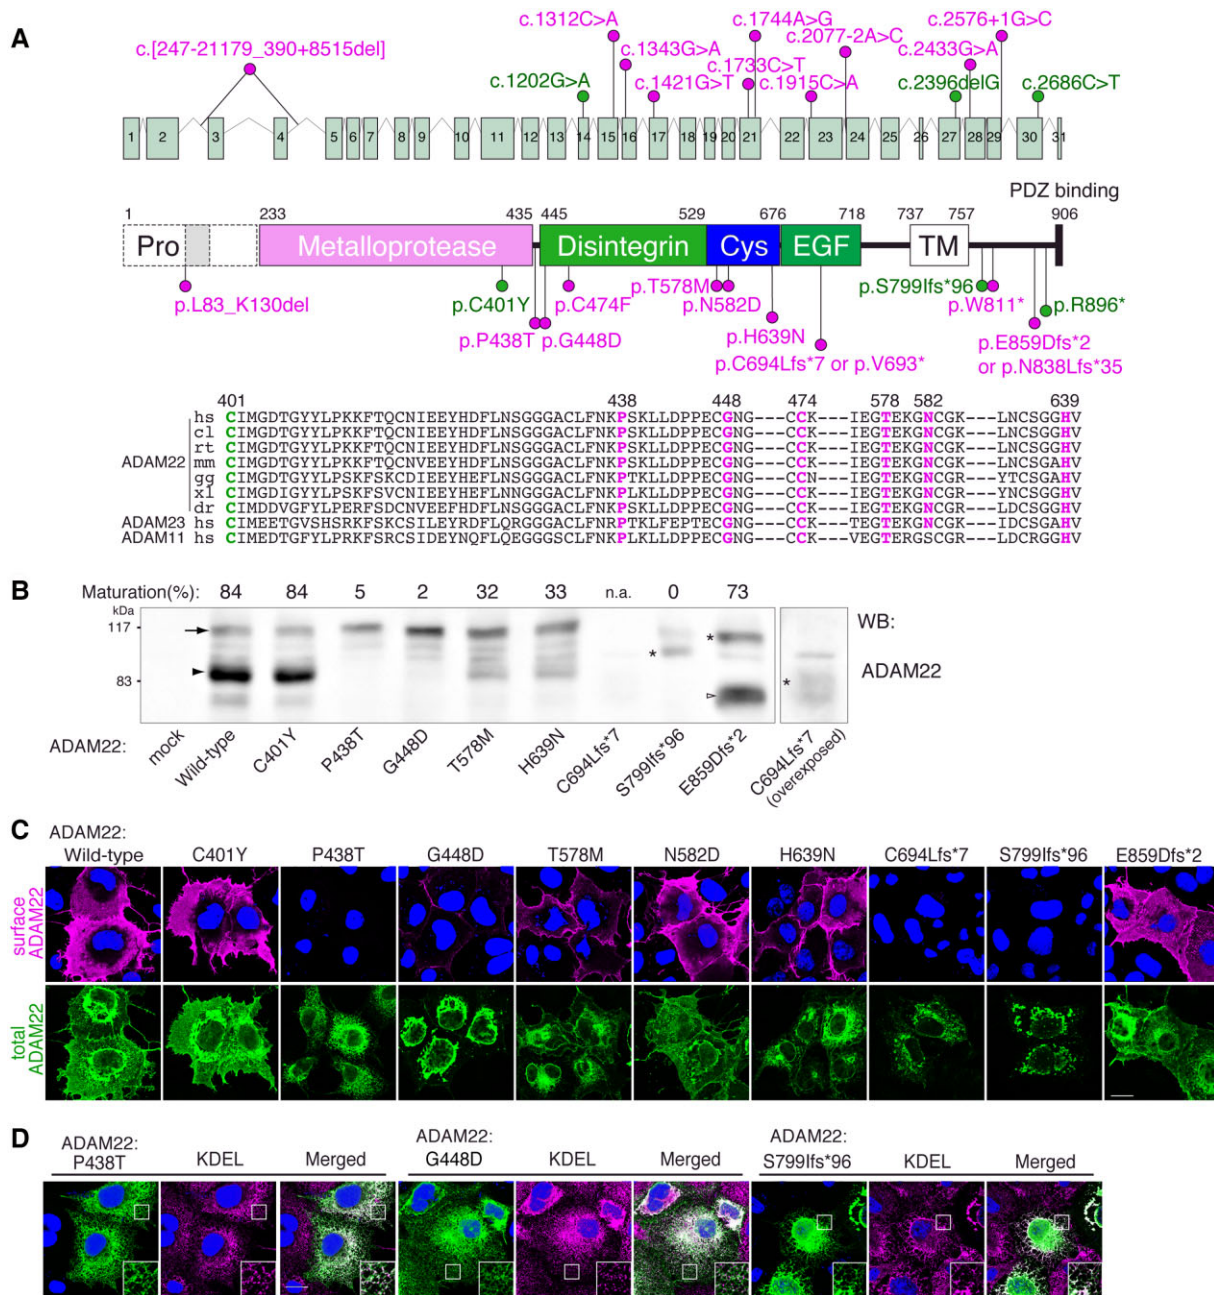 A
c.[247-21179_390+8515del]
c.1312C>A
c.1744A>G
c.2576+1G>C
c.1343G>A
c.2077-2A>C
c.2433G>A
c.1202G>A
c.1421G>T
c.1733C>T
c.1915C>A
c.2396delG
c.2686C>T
1 2 3 4 5 6 7 8 9 10 11 12 13 14 15 16 17 18 19 20 21 22 23 24 25 26 27 28 29 30 31
PDZ binding
1 233 435 445 529 676 718 737 757 906
Pro Metalloprotease Disintegrin Cys EGF TM
p.L83_K130del
p.C401Y
p.C474F
p.T578M
p.N582D
p.S799Ifs*96
p.W811*
p.R896*
p.P438T
p.G448D
p.H639N
p.C694Lfs*7 or p.V693*
p.E859Dfs*2
or p.N838Lfs*35
401 438 448 474 578 582 639
ADAM22
hs CIMGDTGYYLPKKFTQCNIEEYHDFLNSGGGACLFNKPSKLLDPPECGNG---CCK---IEGTEKGNCGK---LNCSGGHV
cl CIMGDTGYYLPKKFTQCNIEEYHDFLNSGGGACLFNKPSKLLDPPECGNG---CCK---IEGTEKGNCGK---LNCSGGHV
rt CIMGDTGYYLPKKFTQCNVEEYHDFLNSGGGACLFNKPSKLLDPPECGNG---CCK---IEGTEKGNCGK---LNCSGAHV
mm CIMGDTGYYLPKKFTQCNVEEYHDFLNSGGGACLFNKPSKLLDPPECGNG---CCK---IEGTEKGNCGK---LNCSGAHV
gg CIMGDTGYYLPKKFSKCDIEEYHEFLNSGGGACLFNKPTKLLDPPECGNG---CCK---IEGTEKGNCGK---YTCSGAHV
xl CIMGDIGYYLPKRFSVCNIEEYHEFLNNGGGACLFNKPSKLLDPPECGNG---CCK---IEGTEKGNCGK---YNCSGGHV
dr CIMDDVGFYLPERFSDCNVEEFHDFLNSGGGACLFNKPSKLLDPPECGNG---CCK---IEGTEKGNCGK---LNCSGAHV
ADAM23 hs CIMEETGVSHSRKFSKCSILEYRDFLQRGGGACLFNRPTKLFEPTECGNG---CCK---TEGTEKGNCGK---IDCSGAHV
ADAM11 hs CIMEDTGFYLPRKFSRCSIDEYNQFLQEGGGSCLFNKPLKLLDPPECGNG---CCK---VEGTERGSCGR---LDCRGGHV
B
Maturation(%): 84 84 5 2 32 33 n.a. 0 73
kDa
117
83
*
*
*
WB:
ADAM22
ADAM22: mock Wild-type C401Y P438T G448D T578M H639N C694Lfs*7 S799Ifs*96 E859Dfs*2 C694Lfs*7 (overexposed)
C
ADAM22:
Wild-type C401Y P438T G448D T578M N582D H639N C694Lfs*7 S799Ifs*96 E859Dfs*2
surface ADAM22
total ADAM22
D
ADAM22: P438T KDEL Merged
ADAM22: G448D KDEL Merged
ADAM22: S799Ifs*96 KDEL Merged